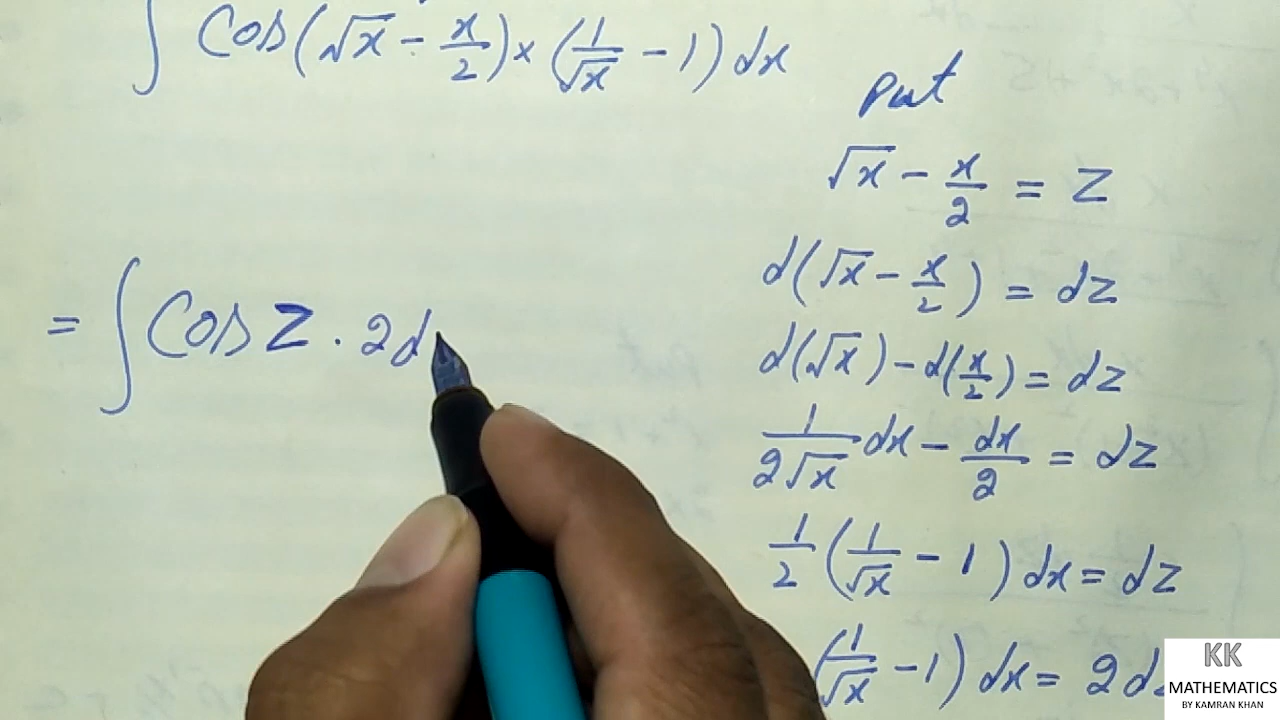 ∫ Cos(√x - x/2) × (1/√x - 1) dx
put
√x - x/2 = Z
d(√x - x/2) = dz
d(√x) - d(x/2) = dz
= ∫ Cos Z . 2d
1/2√x dx - dx/2 = dz
1/2 (1/√x - 1) dx = dz
(1/√x - 1) dx = 2d
KK
MATHEMATICS
BY KAMRAN KHAN